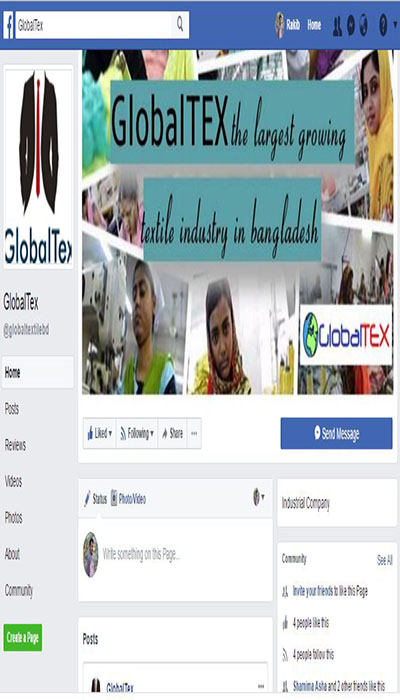 GlobalTex
Rakib
Home
GlobalTEX the largest growing
textile industry in bangladesh
GlobalTEX
GlobalTex
GlobalTex
@globaltextilebd
Home
Posts
Reviews
Videos
Photos
About
Community
Create a Page
Liked
Following
Share
Send Message
Status
Photo/Video
Write something on this Page...
Industrial Company
Community
See All
Invite your friends to like this Page
4 people like this
4 people follow this
Shamima Asha and 2 other friends like this
Posts
GlobalTex